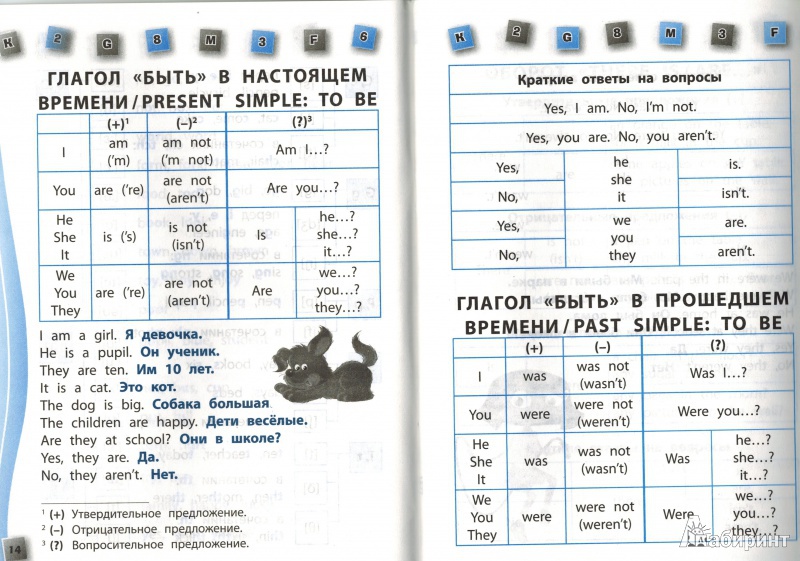 K 2 G 8 M 3 F 6
ГЛАГОЛ «БЫТЬ» В НАСТОЯЩЕМ
ВРЕМЕНИ / PRESENT SIMPLE: TO BE
(+)¹ (–)² (?)³
I am ('m) am not ('m not) Am I...?
You are ('re) are not (aren't) Are you...?
He She It is ('s) is not (isn't) Is he...? she...? it...?
We You They are ('re) are not (aren't) Are we...? you...? they...?
I am a girl. Я девочка.
He is a pupil. Он ученик.
They are ten. Им 10 лет.
It is a cat. Это кот.
The dog is big. Собака большая.
The children are happy. Дети весёлые.
Are they at school? Они в школе?
Yes, they are. Да.
No, they aren't. Нет.
¹ (+) Утвердительное предложение.
² (–) Отрицательное предложение.
³ (?) Вопросительное предложение.
14
K 2 G 8 M 3 F
Краткие ответы на вопросы
Yes, I am. No, I'm not.
Yes, you are. No, you aren't.
Yes, he she it is.
No, isn't.
Yes, we you they are.
No, aren't.
ГЛАГОЛ «БЫТЬ» В ПРОШЕДШЕМ
ВРЕМЕНИ / PAST SIMPLE: TO BE
(+) (–) (?)
I was was not (wasn't) Was I...?
You were were not (weren't) Were you...?
He She It was was not (wasn't) Was he...? she...? it...?
We You They were were not (weren't) Were we...? you...? they...?
Лабиринт